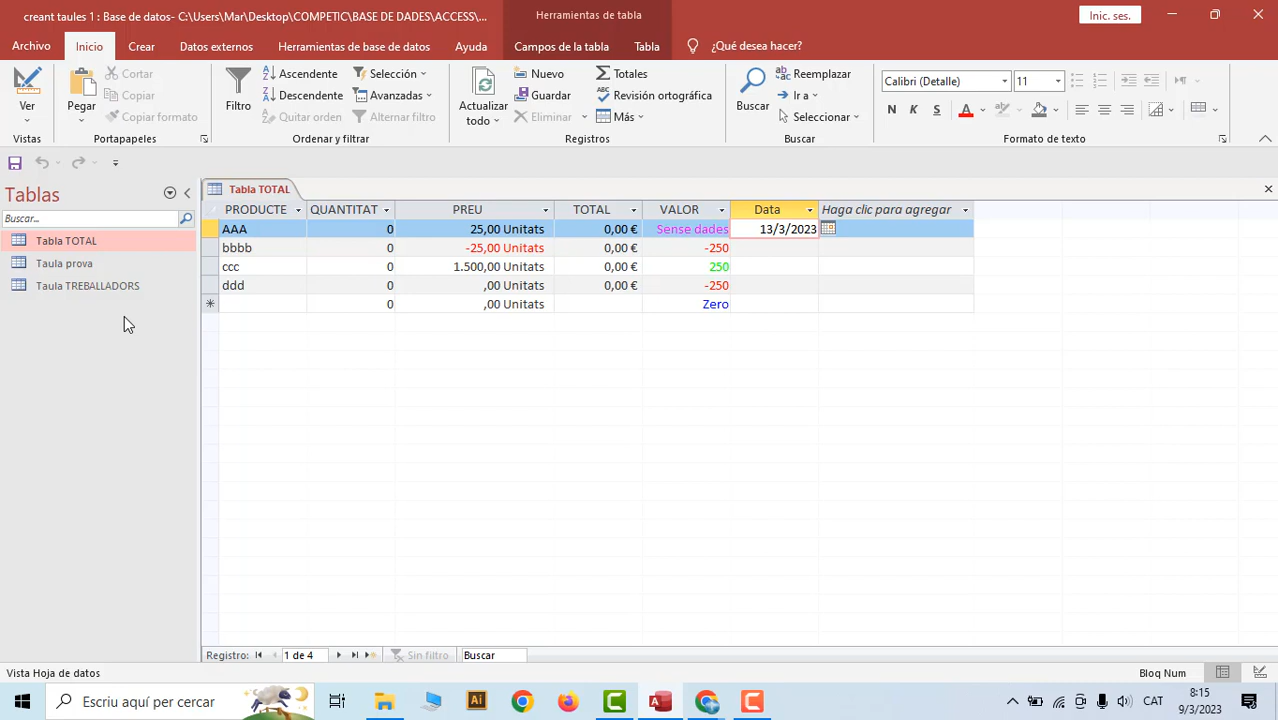 creant taules 1 : Base de datos- C:\Users\Mar\Desktop\COMPETIC\BASE DE DADES\ACCESS\...
Herramientas de tabla
Inic. ses.
Archivo
Inicio
Crear
Datos externos
Herramientas de base de datos
Ayuda
Campos de la tabla
Tabla
¿Qué desea hacer?
Ver
Vistas
Pegar
Cortar
Copiar
Copiar formato
Portapapeles
Filtro
Ascendente
Descendente
Quitar orden
Selección
Avanzadas
Alternar filtro
Ordenar y filtrar
Actualizar
todo
Nuevo
Guardar
Eliminar
Totales
Revisión ortográfica
Más
Registros
Buscar
Reemplazar
Ir a
Seleccionar
Buscar
Calibri (Detalle)
11
N K S
Formato de texto
Tablas
Buscar...
Tabla TOTAL
Taula prova
Taula TREBALLADORS
Tabla TOTAL
PRODUCTE QUANTITAT PREU TOTAL VALOR Data Haga clic para agregar
AAA 0 25,00 Unitats 0,00 € Sense dades 13/3/2023
bbbb 0 -25,00 Unitats 0,00 € -250
ccc 0 1.500,00 Unitats 0,00 € 250
ddd 0 ,00 Unitats 0,00 € -250
0 ,00 Unitats Zero
Registro: 1 de 4 Sin filtro Buscar
Vista Hoja de datos
Bloq Num
Escriu aquí per cercar
Ai
CAT
8:15
9/3/2023